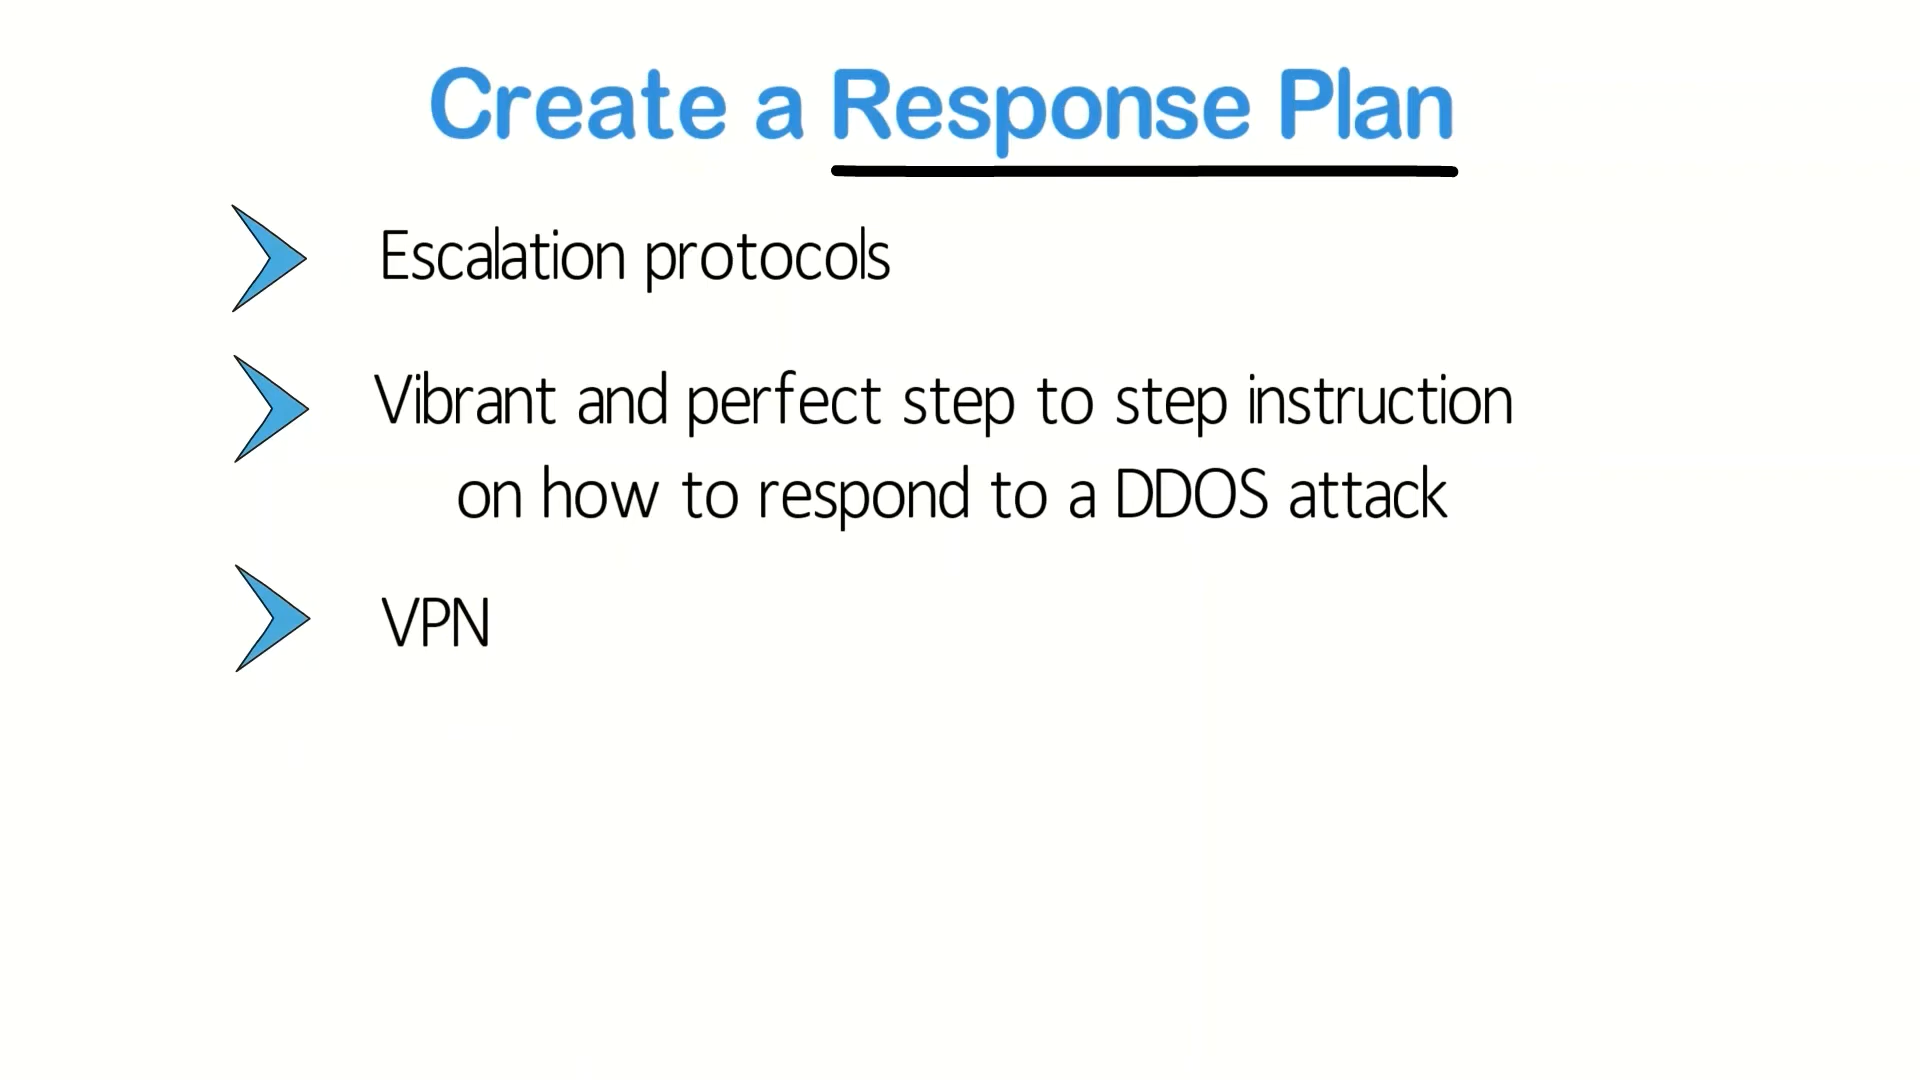 Create a Response Plan
Escalation protocols
Vibrant and perfect step to step instruction
on how to respond to a DDOS attack
VPN